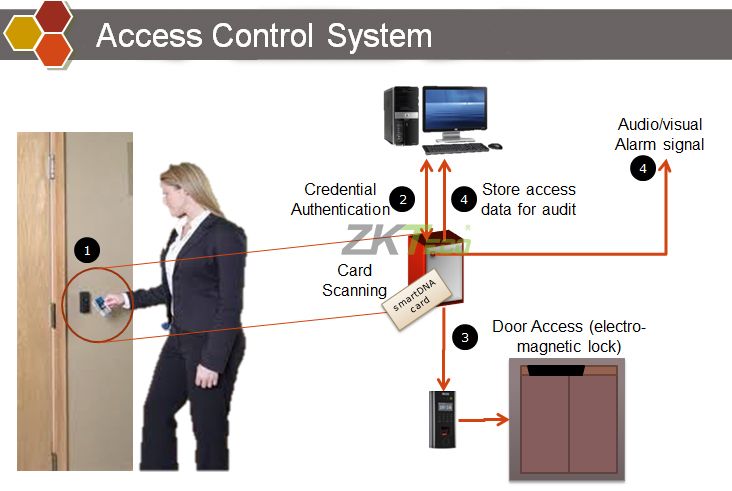 Access Control System
Audio/visual
Alarm signal
4
Credential
Authentication
2
4
Store access
data for audit
1
ZKTech®
Card
Scanning
smartDNA
card
3
Door Access (electro-
magnetic lock)